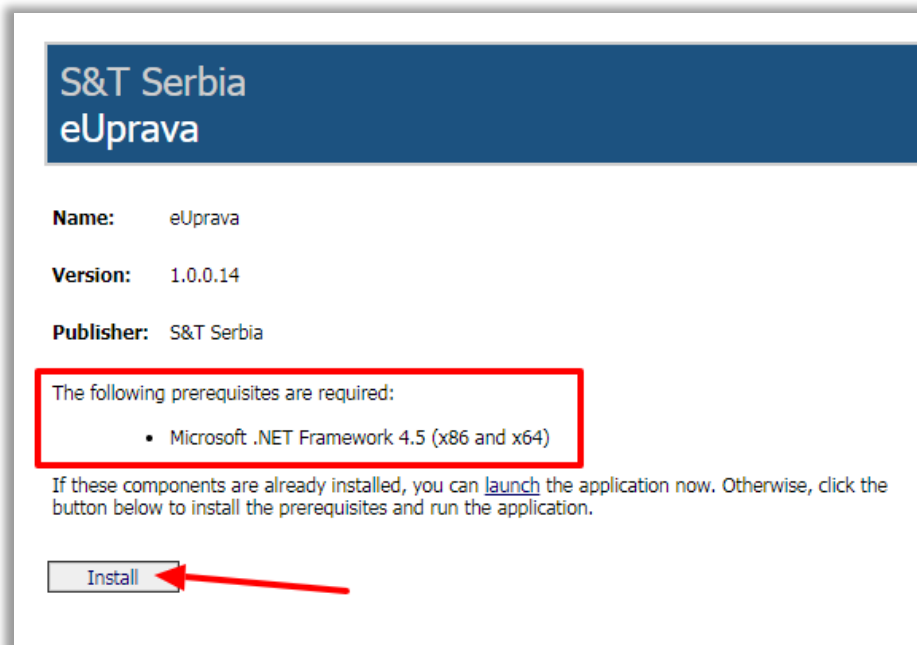 S&T Serbia
eUprava
Name: eUprava
Version: 1.0.0.14
Publisher: S&T Serbia
The following prerequisites are required:
• Microsoft .NET Framework 4.5 (x86 and x64)
If these components are already installed, you can launch the application now. Otherwise, click the
button below to install the prerequisites and run the application.
Install